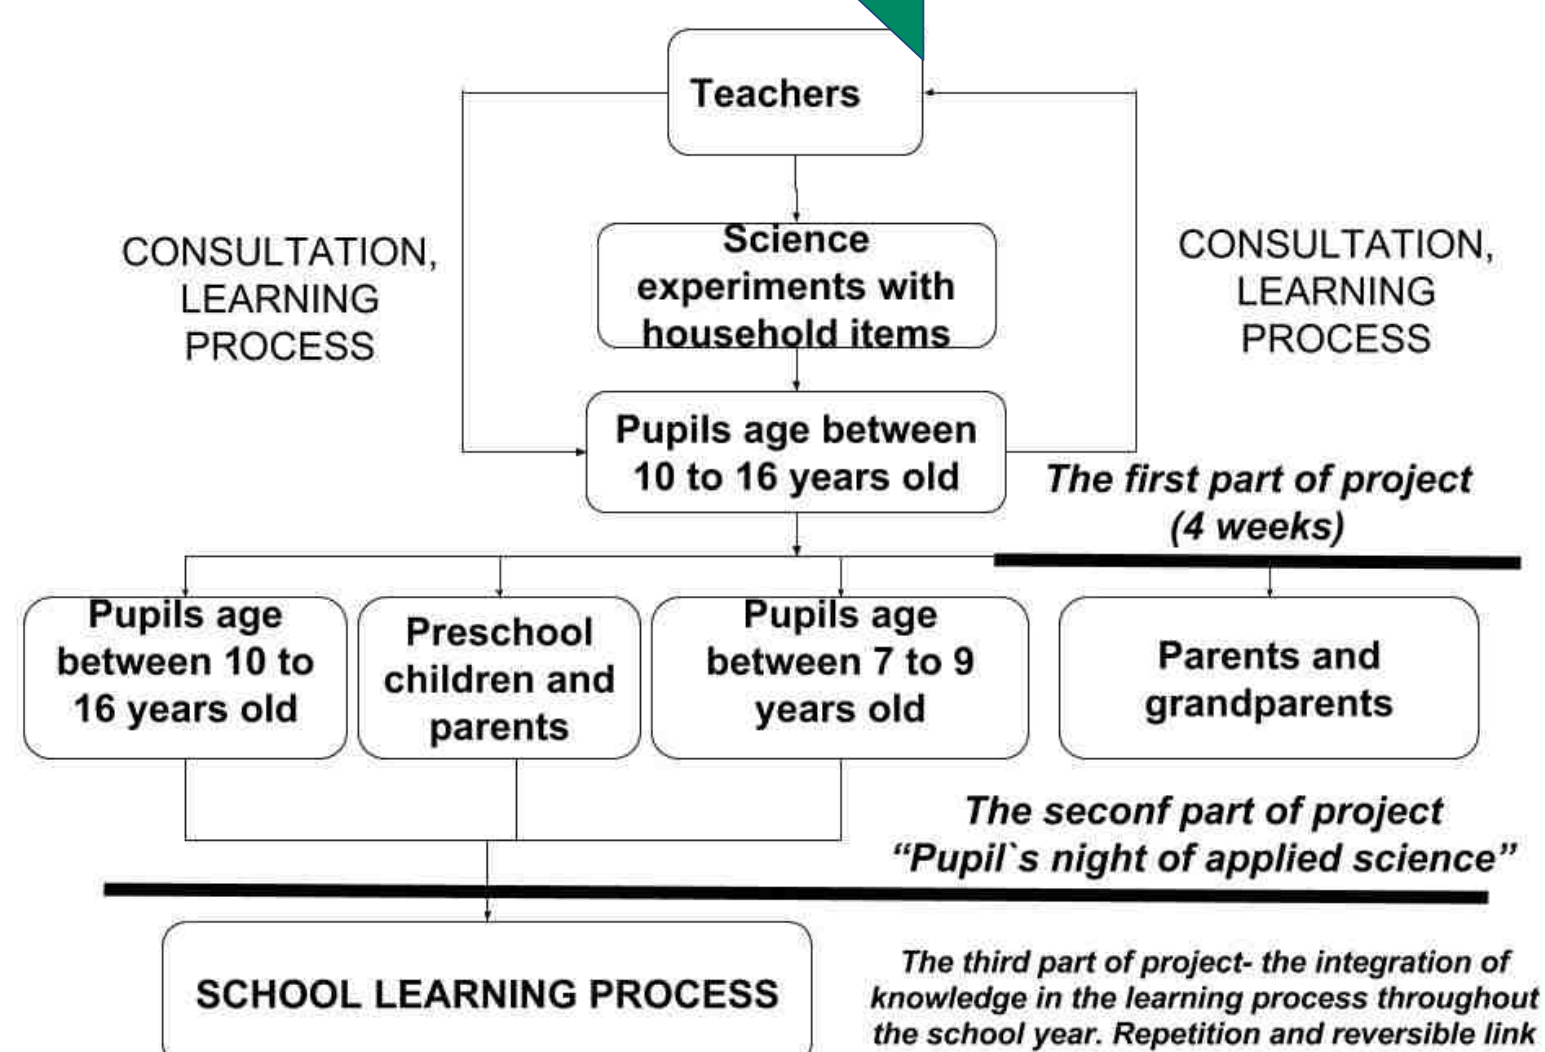 Teachers
CONSULTATION,
LEARNING
PROCESS
Science
experiments with
household items
CONSULTATION,
LEARNING
PROCESS
Pupils age between
10 to 16 years old
The first part of project
(4 weeks)
Pupils age
between 10 to
16 years old
Preschool
children and
parents
Pupils age
between 7 to 9
years old
Parents and
grandparents
The seconf part of project
“Pupil`s night of applied science”
SCHOOL LEARNING PROCESS
The third part of project- the integration of
knowledge in the learning process throughout
the school year. Repetition and reversible link